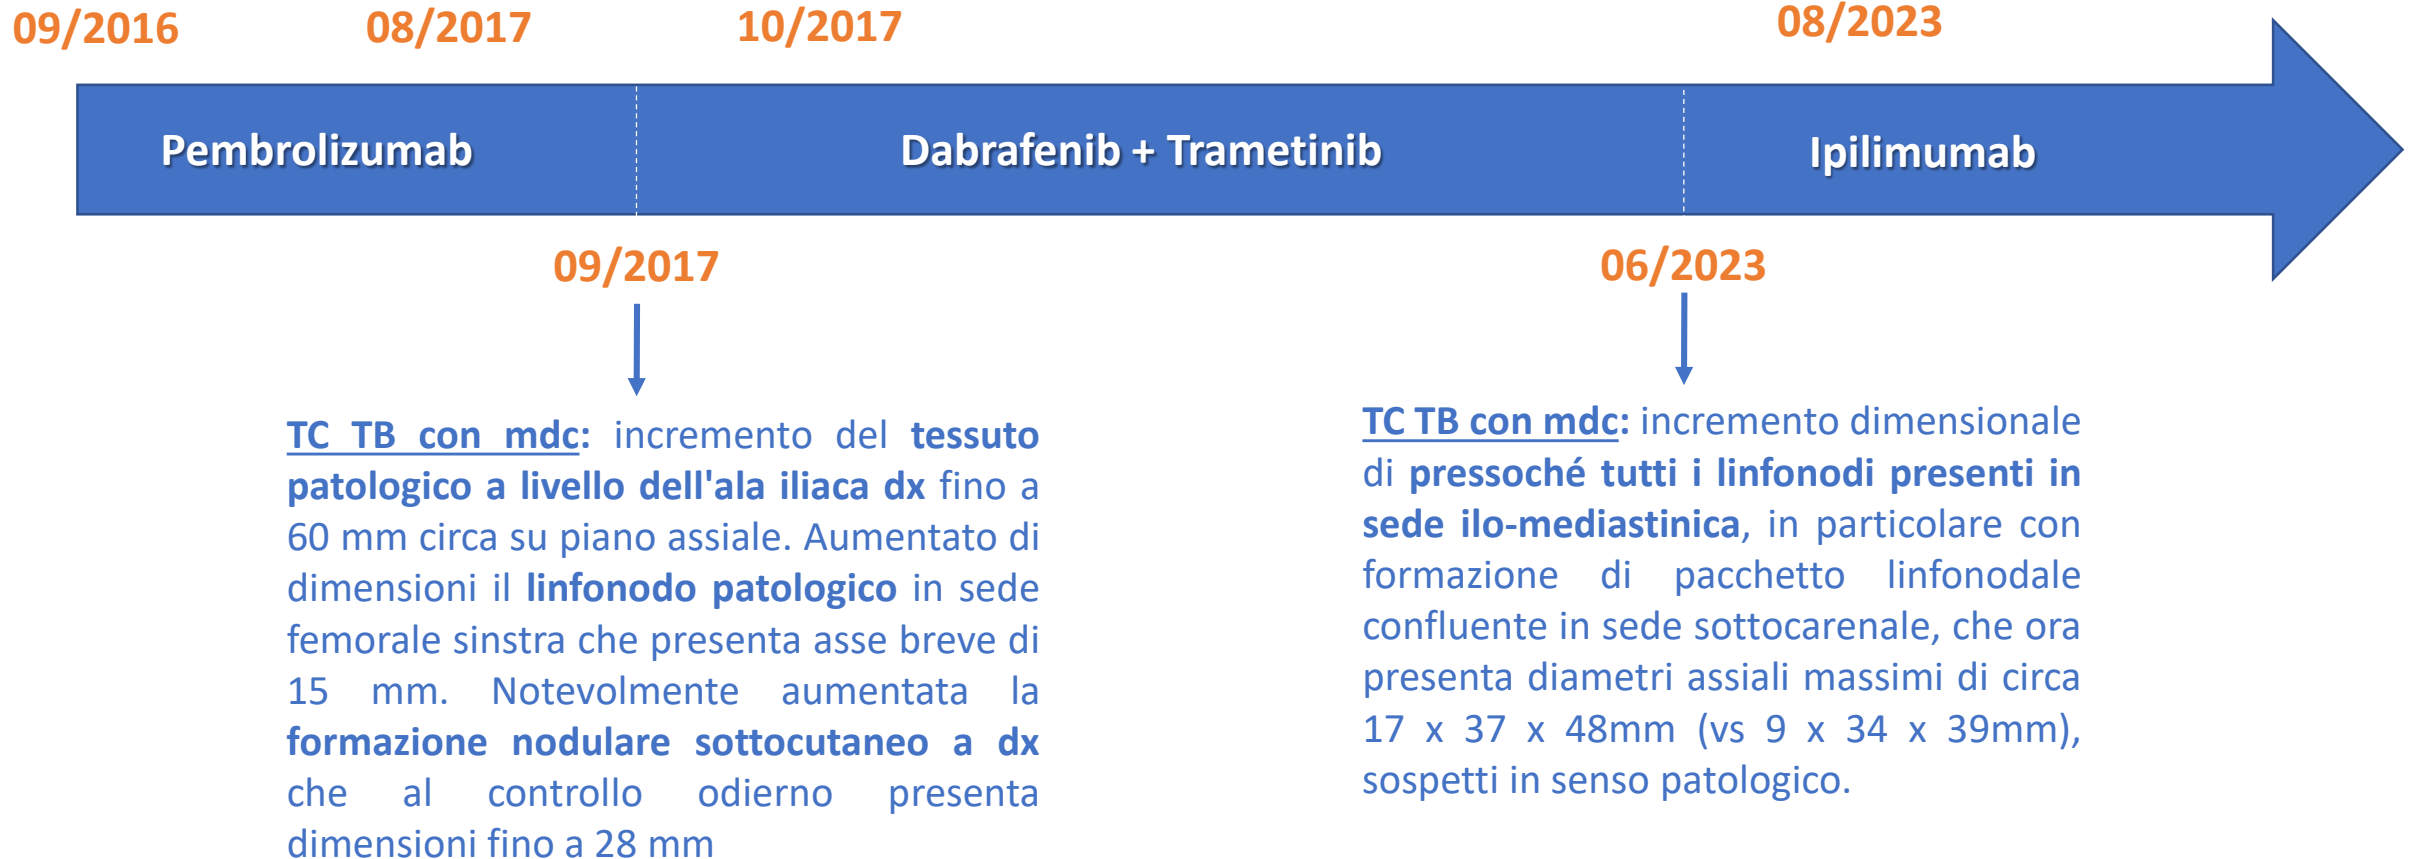 09/2016 08/2017 10/2017 08/2023
Pembrolizumab Dabrafenib + Trametinib Ipilimumab
09/2017
TC TB con mdc: incremento del tessuto
patologico a livello dell'ala iliaca dx fino a
60 mm circa su piano assiale. Aumentato di
dimensioni il linfonodo patologico in sede
femorale sinstra che presenta asse breve di
15 mm. Notevolmente aumentata la
formazione nodulare sottocutaneo a dx
che al controllo odierno presenta
dimensioni fino a 28 mm
06/2023
TC TB con mdc: incremento dimensionale
di pressoché tutti i linfonodi presenti in
sede ilo-mediastinica, in particolare con
formazione di pacchetto linfonodale
confluente in sede sottocarenale, che ora
presenta diametri assiali massimi di circa
17 x 37 x 48mm (vs 9 x 34 x 39mm),
sospetti in senso patologico.